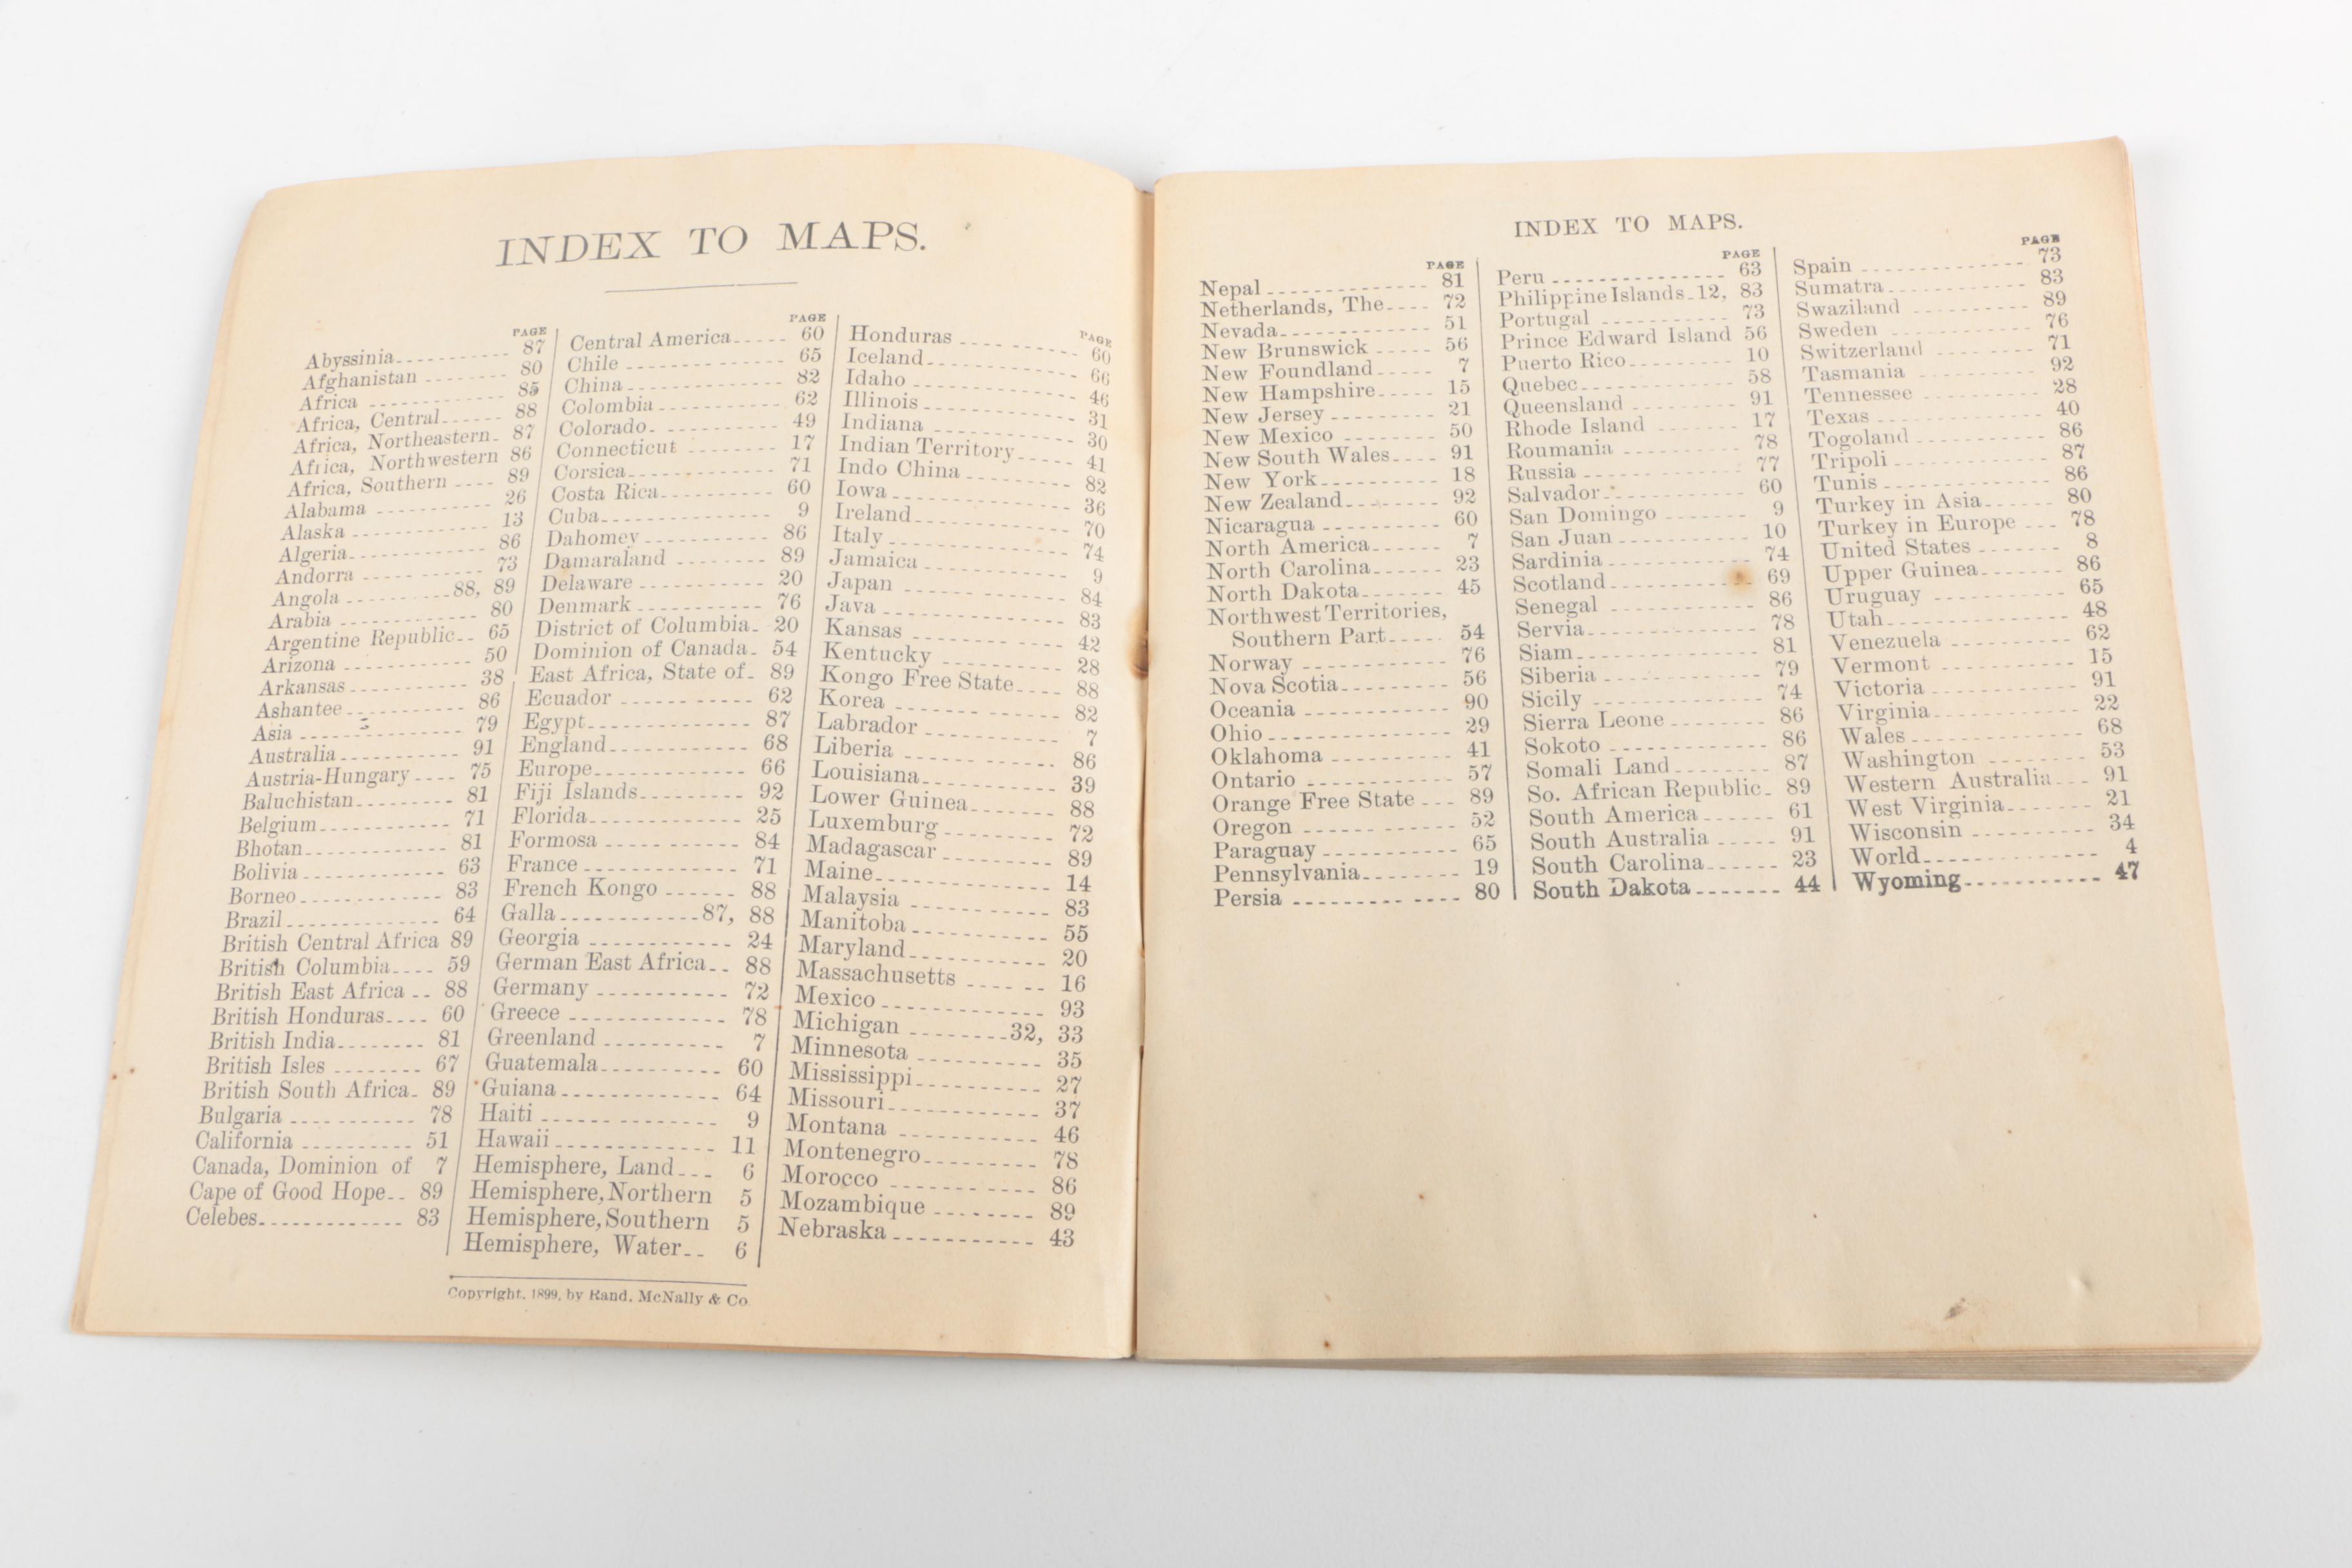 INDEX TO MAPS.
PAGE
Abyssinia 87
Afghanistan 80
Africa 85
Africa, Central 88
Africa, Northeastern 87
Africa, Northwestern 86
Africa, Southern 89
Alabama 26
Alaska 13
Algeria 86
Andorra 73
Angola 88, 89
Arabia 80
Argentine Republic 65
Arizona 50
Arkansas 38
Ashantee 86
Asia 79
Australia 91
Austria-Hungary 75
Baluchistan 81
Belgium 71
Bhotan 81
Bolivia 63
Borneo 83
Brazil 64
British Central Africa 89
British Columbia 59
British East Africa 88
British Honduras 60
British India 81
British Isles 67
British South Africa 89
Bulgaria 78
California 51
Canada, Dominion of 7
Cape of Good Hope 89
Celebes 83
PAGE
Central America 60
Chile 65
China 82
Colombia 62
Colorado 49
Connecticut 17
Corsica 71
Costa Rica 60
Cuba 9
Dahomey 86
Damaraland 89
Delaware 20
Denmark 76
District of Columbia 20
Dominion of Canada 54
East Africa, State of 89
Ecuador 62
Egypt 87
England 68
Europe 66
Fiji Islands 92
Florida 25
Formosa 84
France 71
French Kongo 88
Galla 87, 88
Georgia 24
German East Africa 88
Germany 72
Greece 78
Greenland 7
Guatemala 60
Guiana 64
Haiti 9
Hawaii 11
Hemisphere, Land 6
Hemisphere, Northern 5
Hemisphere, Southern 5
Hemisphere, Water 6
PAGE
Honduras 60
Iceland 66
Idaho 46
Illinois 31
Indiana 30
Indian Territory 41
Indo China 82
Iowa 36
Ireland 70
Italy 74
Jamaica 9
Japan 84
Java 83
Kansas 42
Kentucky 28
Kongo Free State 88
Korea 82
Labrador 7
Liberia 86
Louisiana 39
Lower Guinea 88
Luxemburg 72
Madagascar 89
Maine 14
Malaysia 83
Manitoba 55
Maryland 20
Massachusetts 16
Mexico 93
Michigan 32, 33
Minnesota 35
Mississippi 27
Missouri 37
Montana 46
Montenegro 78
Morocco 86
Mozambique 89
Nebraska 43
Copyright, 1899, by Rand, McNally & Co
INDEX TO MAPS.
PAGE
Nepal 81
Netherlands, The 72
Nevada 51
New Brunswick 56
New Foundland 7
New Hampshire 15
New Jersey 21
New Mexico 50
New South Wales 91
New York 18
New Zealand 92
Nicaragua 60
North America 7
North Carolina 23
North Dakota 45
Northwest Territories,
Southern Part 54
Norway 76
Nova Scotia 56
Oceania 90
Ohio 29
Oklahoma 41
Ontario 57
Orange Free State 89
Oregon 52
Paraguay 65
Pennsylvania 19
Persia 80
PAGE
Peru 63
Philippine Islands 12, 83
Portugal 73
Prince Edward Island 56
Puerto Rico 10
Quebec 58
Queensland 91
Rhode Island 17
Roumania 78
Russia 77
Salvador 60
San Domingo 9
San Juan 10
Sardinia 74
Scotland 69
Senegal 86
Servia 78
Siam 81
Siberia 79
Sicily 74
Sierra Leone 86
Sokoto 86
Somali Land 87
So. African Republic 89
South America 61
South Australia 91
South Carolina 23
South Dakota 44
PAGE
Spain 73
Sumatra 83
Swaziland 89
Sweden 76
Switzerland 71
Tasmania 92
Tennessee 28
Texas 40
Togoland 86
Tripoli 87
Tunis 86
Turkey in Asia 80
Turkey in Europe 78
United States 8
Upper Guinea 86
Uruguay 65
Utah 48
Venezuela 62
Vermont 15
Victoria 91
Virginia 22
Wales 68
Washington 53
Western Australia 91
West Virginia 21
Wisconsin 34
World 4
Wyoming 47